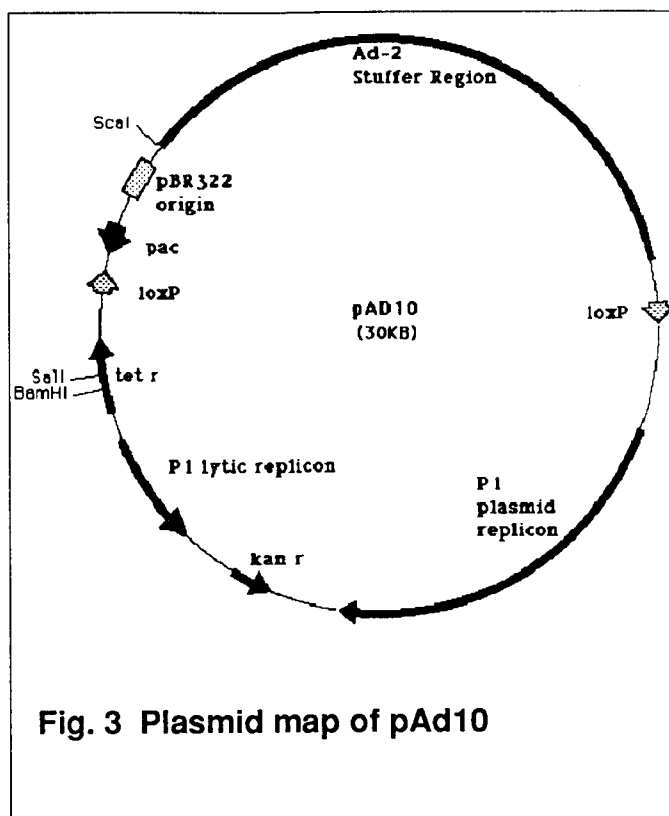 Ad-2
Stuffer Region
ScaI
pBR322
origin
pac
loxP
pAD10
(30KB)
loxP
SalI
tet r
BamHI
P1 lytic replicon
P1
plasmid
replicon
kan r
Fig. 3 Plasmid map of pAd10